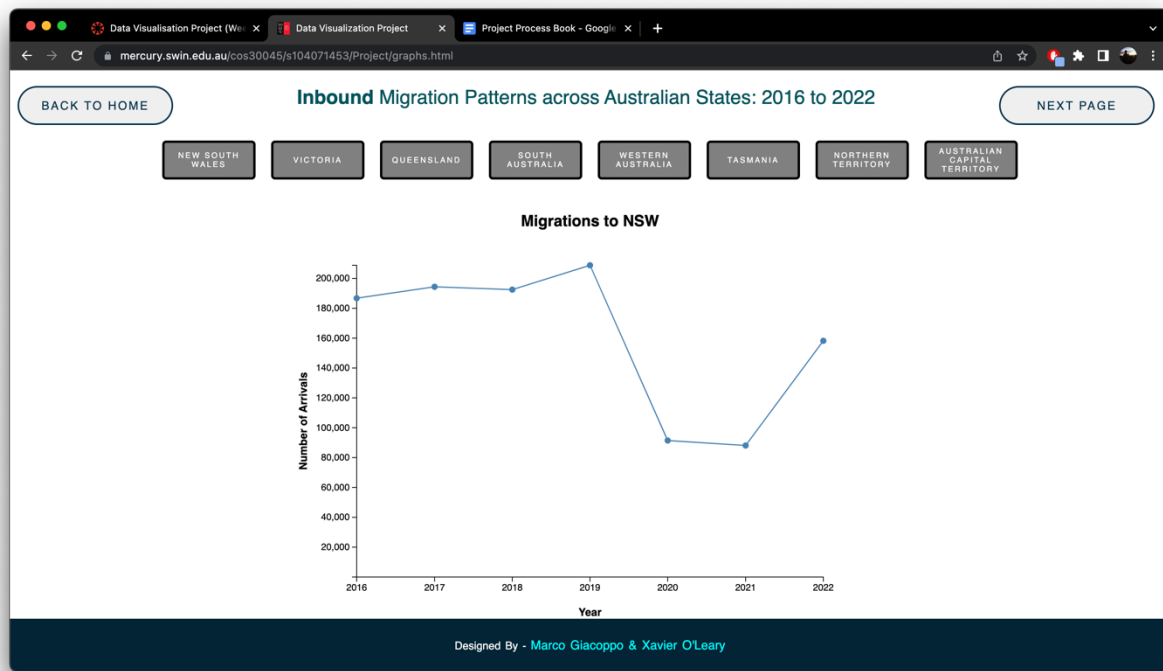 Data Visualisation Project (Wee
Data Visualization Project
Project Process Book - Google
mercury.swin.edu.au/cos30045/s104071453/Project/graphs.html
BACK TO HOME
Inbound Migration Patterns across Australian States: 2016 to 2022
NEXT PAGE
NEW SOUTH
WALES
VICTORIA
QUEENSLAND
SOUTH
AUSTRALIA
WESTERN
AUSTRALIA
TASMANIA
NORTHERN
TERRITORY
AUSTRALIAN
CAPITAL
TERRITORY
Migrations to NSW
Number of Arrivals
200,000
180,000
160,000
140,000
120,000
100,000
80,000
60,000
40,000
20,000
2016 2017 2018 2019 2020 2021 2022
Year
Designed By - Marco Giacoppo & Xavier O'Leary